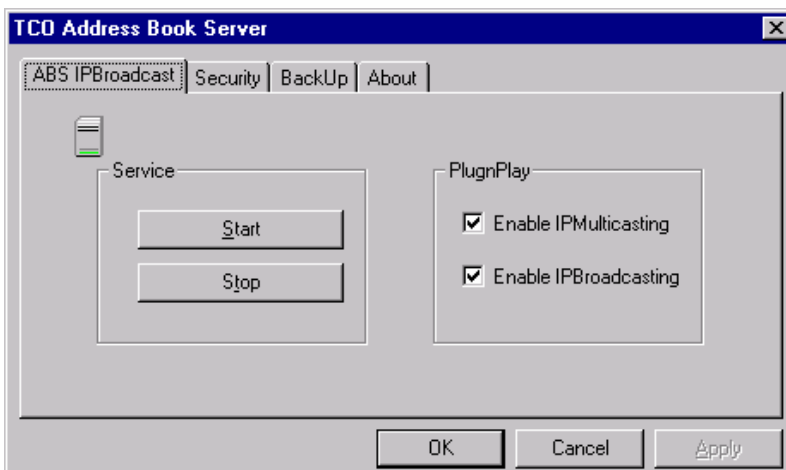 TCO Address Book Server
ABS IPBroadcast Security BackUp About
Service
PlugnPlay
Start
Stop
Enable IPMulticasting
Enable IPBroadcasting
OK Cancel Apply